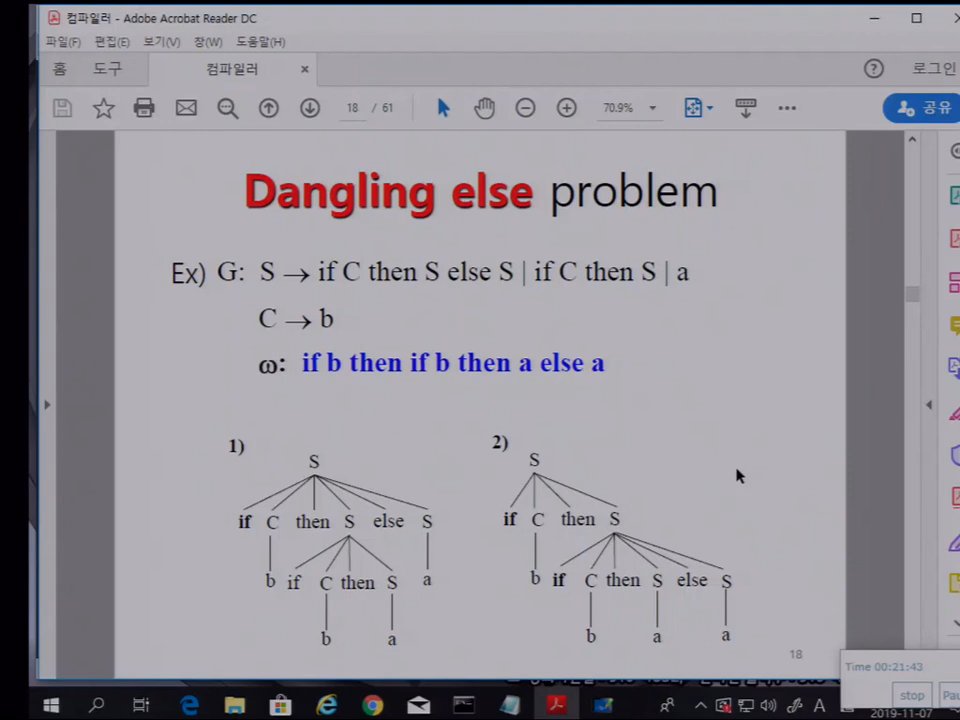 컴파일러 - Adobe Acrobat Reader DC
파일(F) 편집(E) 보기(V) 창(W) 도움말(H)
홈 도구 컴파일러 × 로그인
18 / 61 70.9% 공유
Dangling else problem
Ex) G: S → if C then S else S | if C then S | a
C → b
ω: if b then if b then a else a
1) 2)
S S
if C then S else S if C then S
b if C then S a b if C then S else S
b a b a a
18
Time 00:21:43
stop
A
2019-11-07